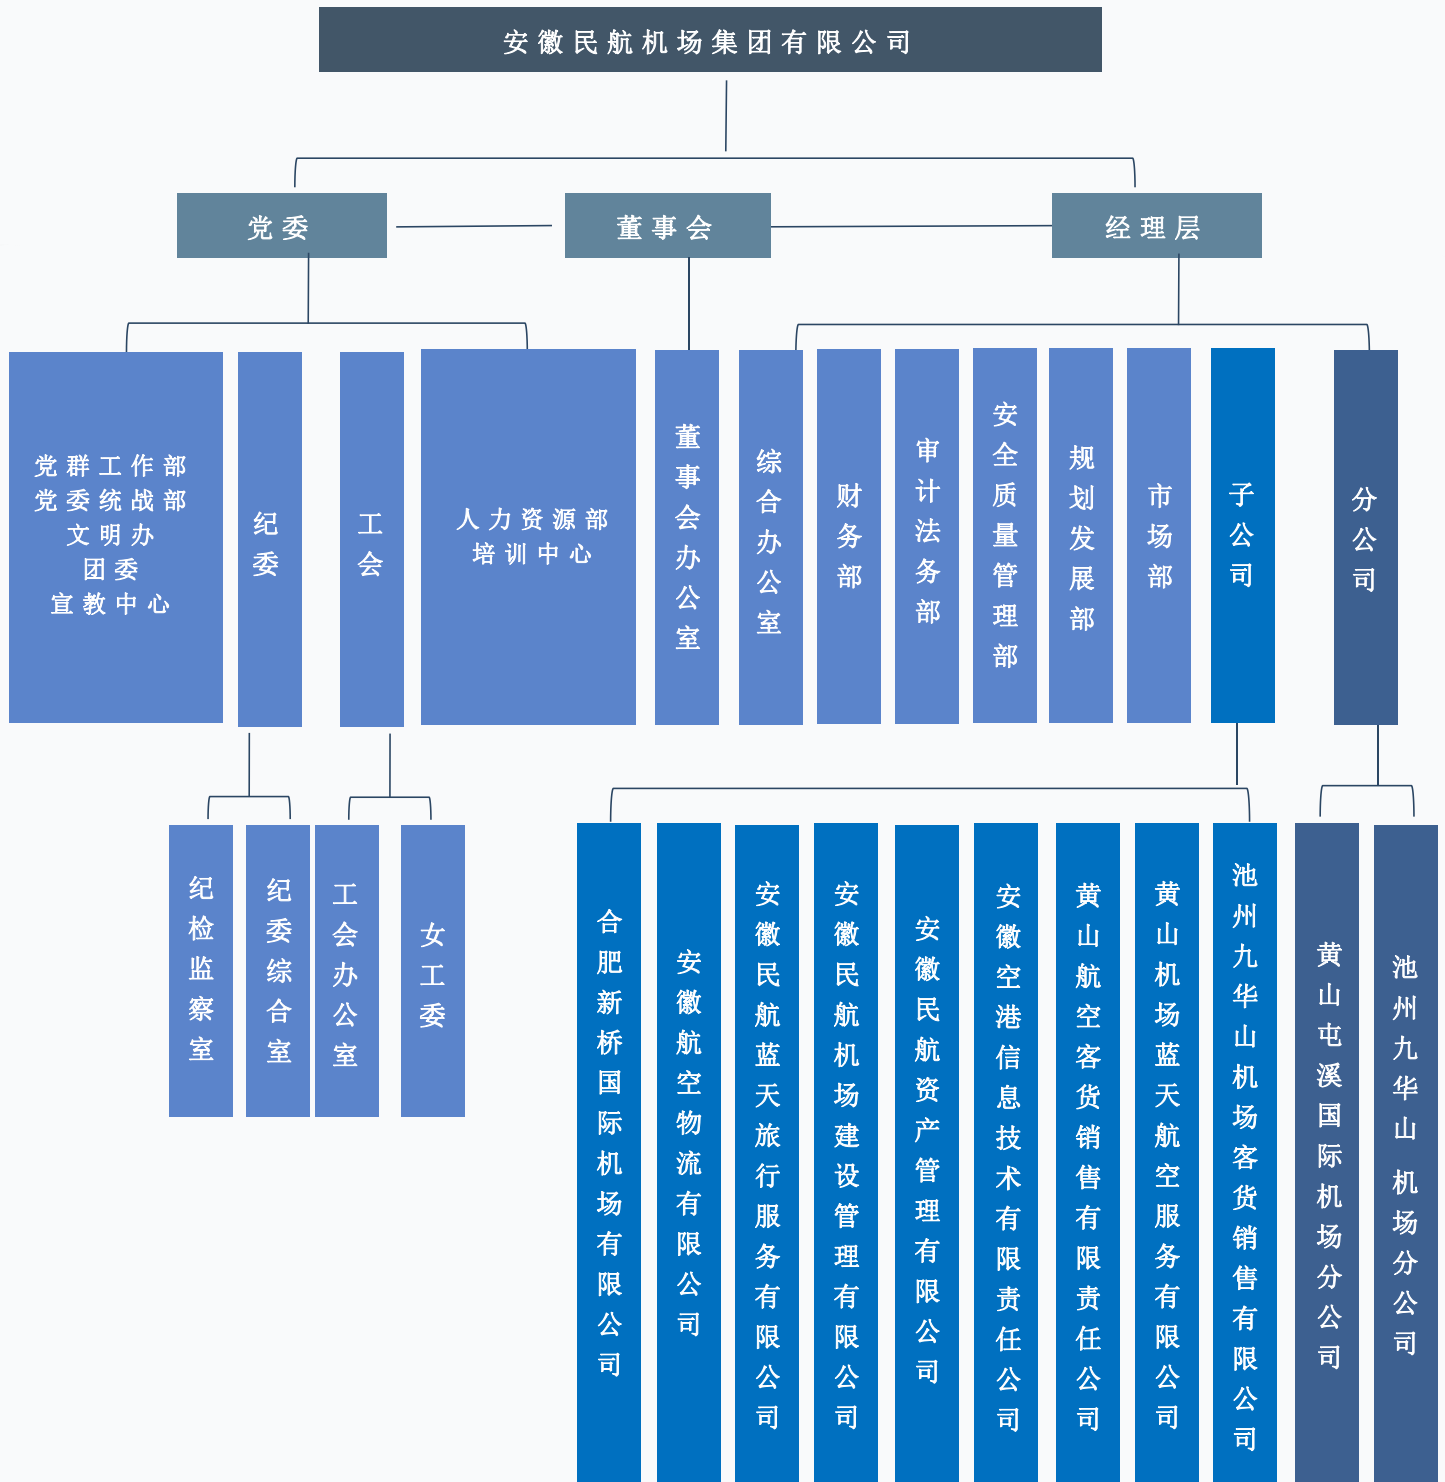 安徽民航机场集团有限公司
党委
董事会
经理层
党群工作部
党委统战部
文明办
团委
宣教中心
纪委
工会
人力资源部
培训中心
董事会办公室
综合办公室
财务部
审计法务部
安全质量管理部
规划发展部
市场部
子公司
分公司
纪检监察室
纪委综合室
工会办公室
女工委
合肥新桥国际机场有限公司
安徽航空物流有限公司
安徽民航蓝天旅行服务有限公司
安徽民航机场建设管理有限公司
安徽民航资产管理有限公司
安徽空港信息技术有限责任公司
黄山航空客货销售有限责任公司
黄山机场蓝天航空服务有限公司
池州九华山机场客货销售有限公司
黄山屯溪国际机场分公司
池州九华山 机场分公司